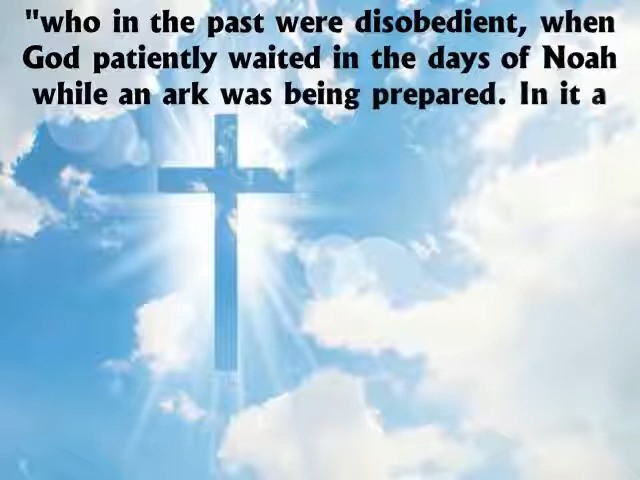 "who in the past were disobedient, when
God patiently waited in the days of Noah
while an ark was being prepared. In it a